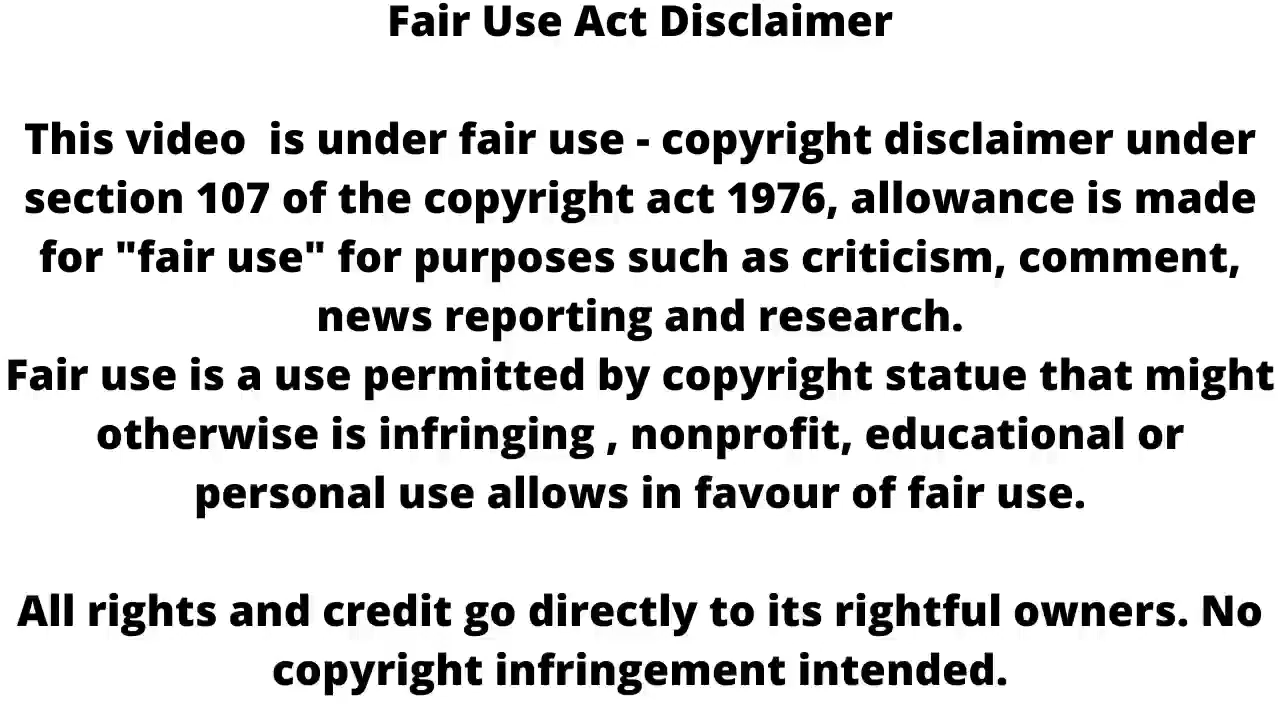 Fair Use Act Disclaimer
This video  is under fair use - copyright disclaimer under
section 107 of the copyright act 1976, allowance is made
for "fair use" for purposes such as criticism, comment,
news reporting and research.
Fair use is a use permitted by copyright statue that might
otherwise is infringing , nonprofit, educational or
personal use allows in favour of fair use.
All rights and credit go directly to its rightful owners. No
copyright infringement intended.